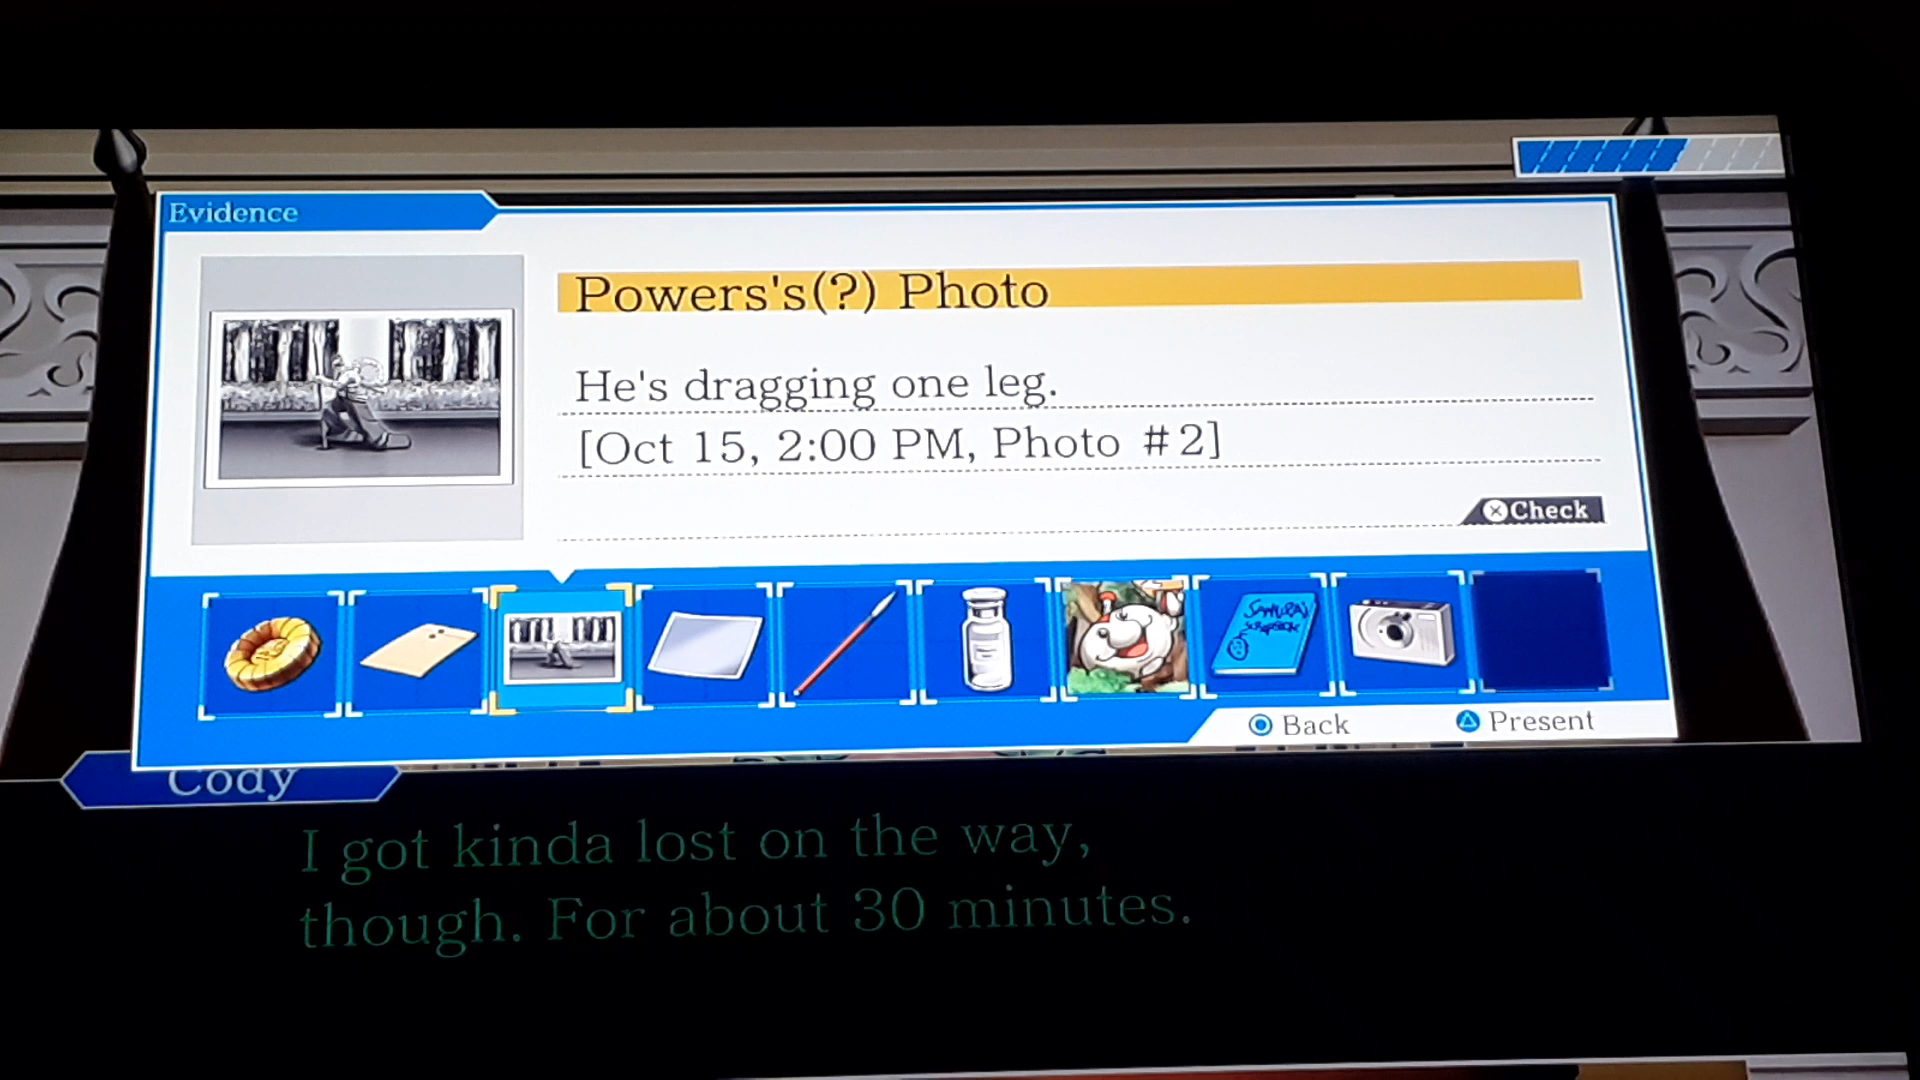 Evidence
Powers's(?) Photo
He's dragging one leg.
[Oct 15, 2:00 PM, Photo #2]
Check
SAMURAI
Back
Present
Cody
I got kinda lost on the way,
though. For about 30 minutes.